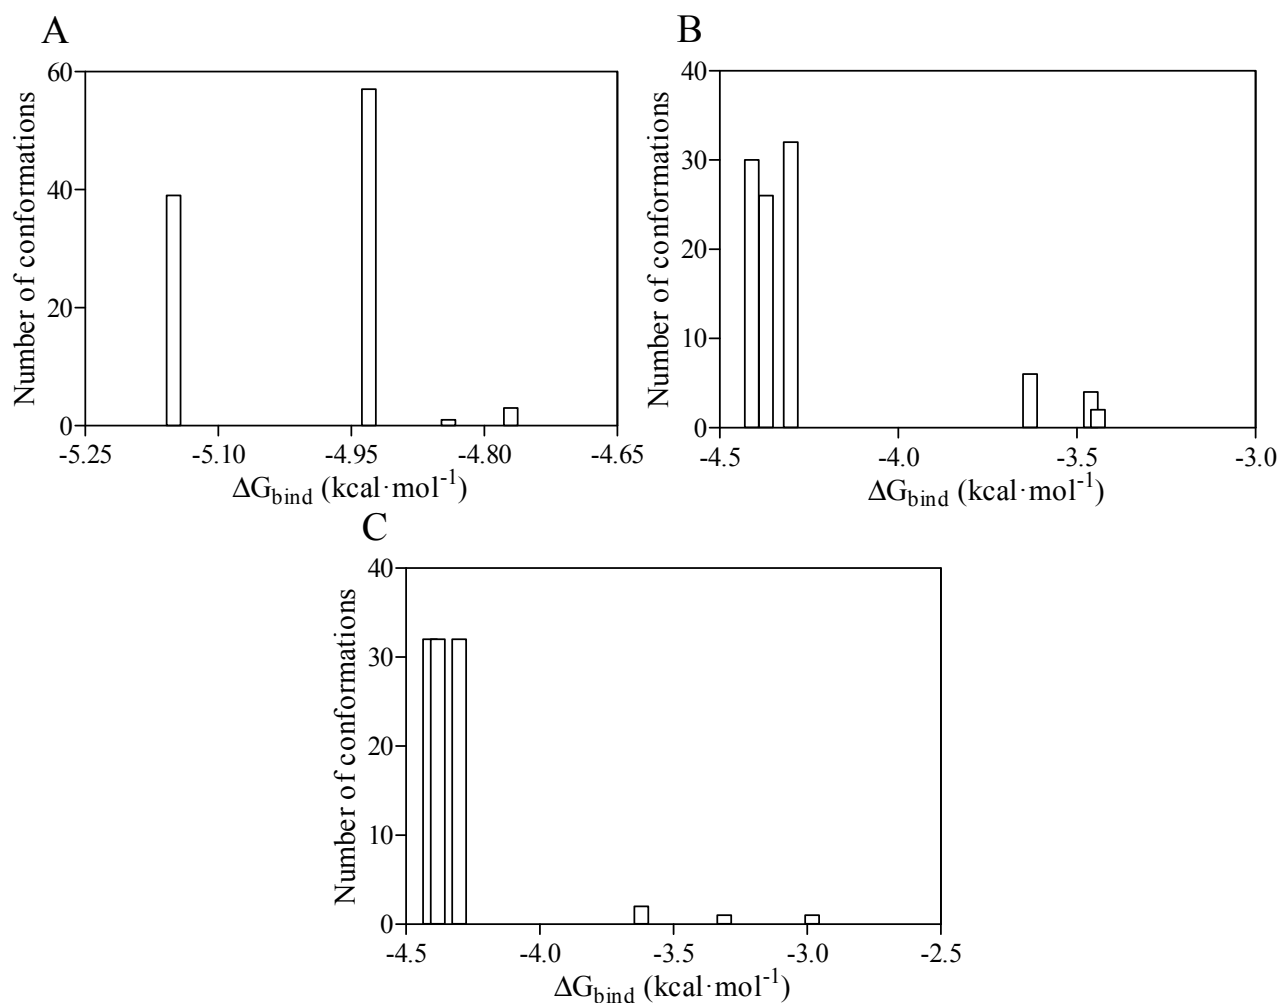 A
Number of conformations
60
40
20
0
-5.25 -5.10 -4.95 -4.80 -4.65
ΔGbind (kcal·mol-1)
B
Number of conformations
40
30
20
10
0
-4.5 -4.0 -3.5 -3.0
ΔGbind (kcal·mol-1)
C
Number of conformations
40
30
20
10
0
-4.5 -4.0 -3.5 -3.0 -2.5
ΔGbind (kcal·mol-1)